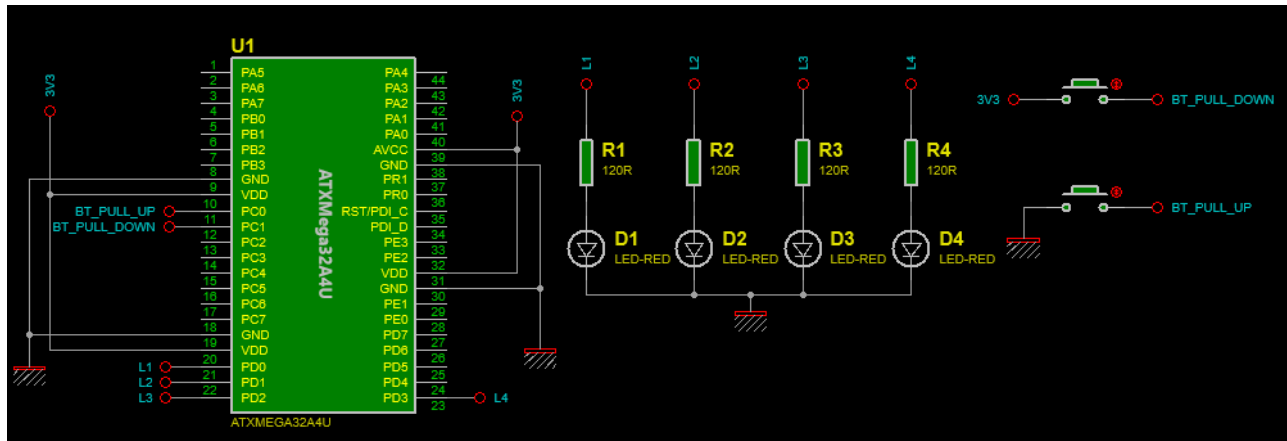 U1
3V3
1 PA5 PA4 44
2 PA6 PA3 43
3 PA7 PA2 42
4 PB0 PA1 41
5 PB1 PA0 40
6 PB2 AVCC 39
7 PB3 GND 38
8 GND PR1 37
9 VDD PR0 36
BT_PULL_UP 10 PC0 RST/PDI_C 35
BT_PULL_DOWN 11 PC1 PDI_D 34
12 PC2 PE3 33
13 PC3 PE2 32
14 PC4 VDD 31
15 PC5 GND 30
16 PC6 PE1 29
17 PC7 PE0 28
18 GND PD7 27
19 VDD PD6 26
L1 20 PD0 PD5 25
L2 21 PD1 PD4 24
L3 22 PD2 PD3 23 L4
ATXMega32A4U
ATXMEGA32A4U
3V3
L1
L2
L3
L4
R1
120R
R2
120R
R3
120R
R4
120R
D1
LED-RED
D2
LED-RED
D3
LED-RED
D4
LED-RED
3V3
BT_PULL_DOWN
BT_PULL_UP